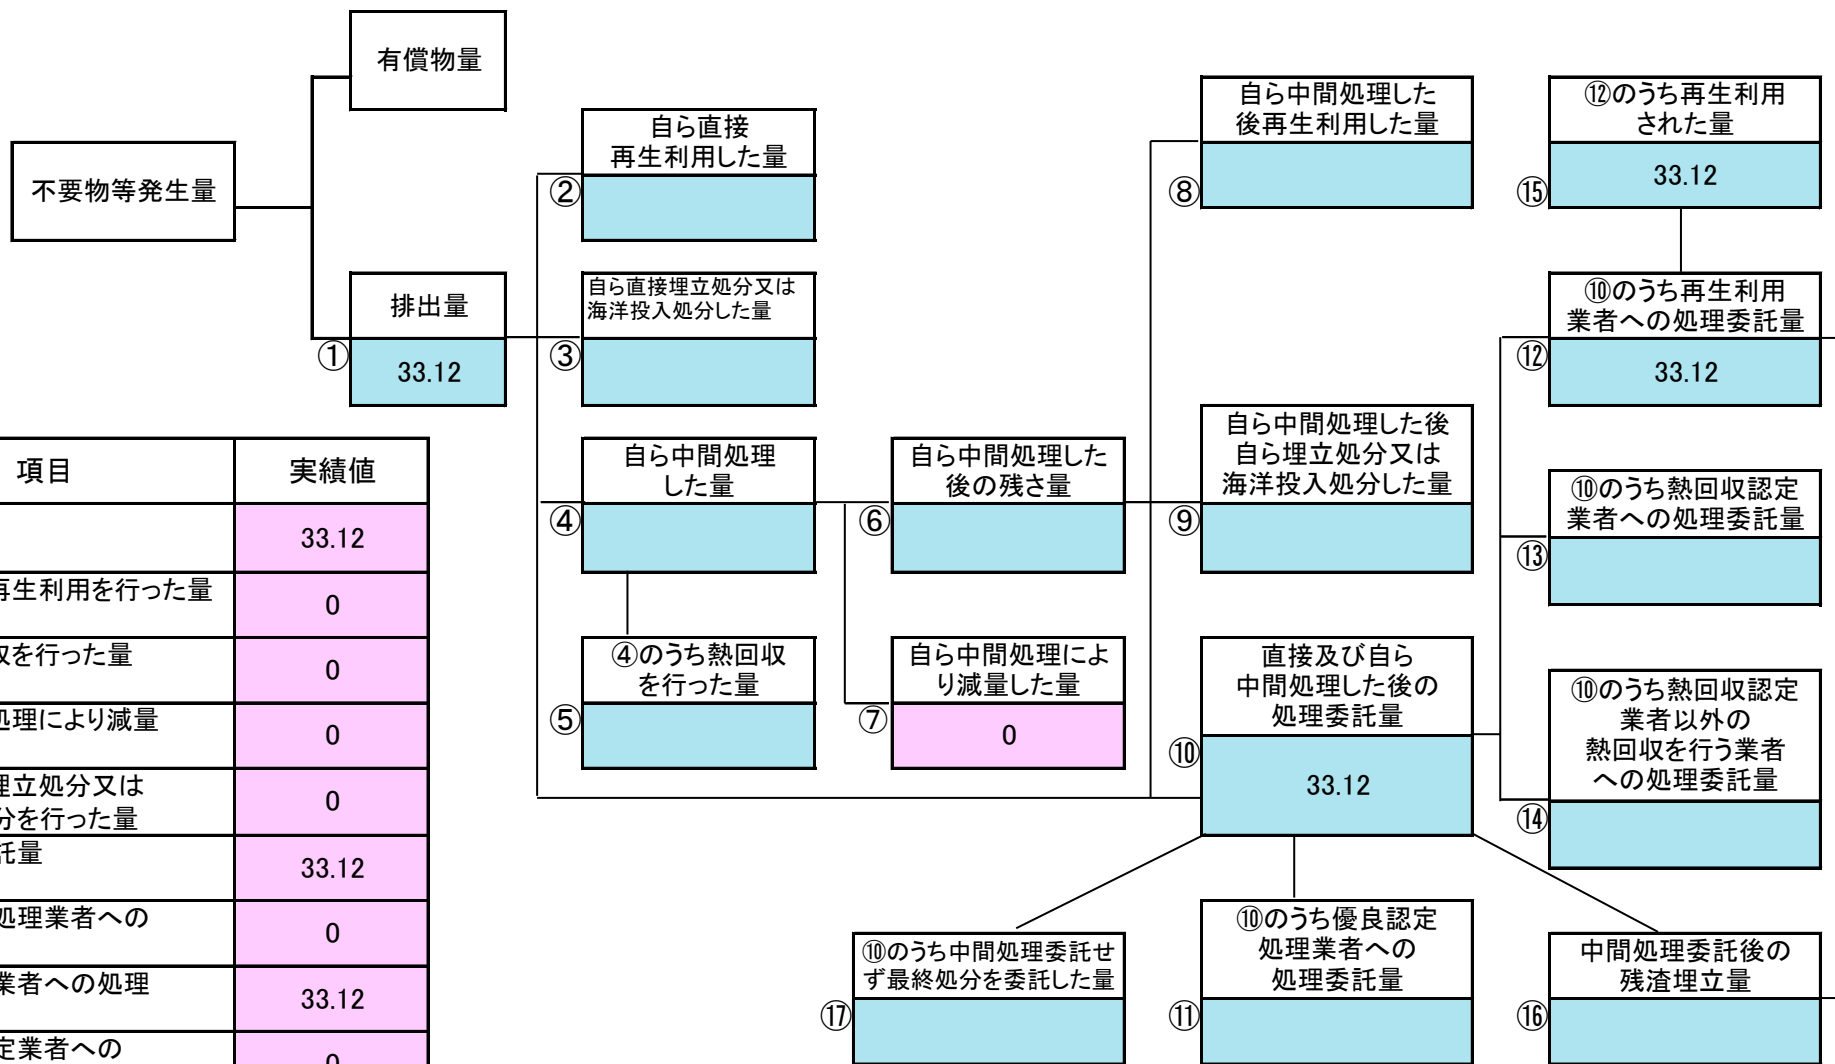 有償物量
不要物等発生量
排出量
①
33.12
自ら直接
再生利用した量
②
自ら直接埋立処分又は
海洋投入処分した量
③
自ら中間処理
した量
④
④のうち熱回収
を行った量
⑤
自ら中間処理した
後の残さ量
⑥
自ら中間処理によ
り減量した量
⑦
0
自ら中間処理した
後再生利用した量
⑧
自ら中間処理した後
自ら埋立処分又は
海洋投入処分した量
⑨
直接及び自ら
中間処理した後の
処理委託量
⑩
33.12
⑫のうち再生利用
された量
⑮
33.12
⑩のうち再生利用
業者への処理委託量
⑫
33.12
⑩のうち熱回収認定
業者への処理委託量
⑬
⑩のうち熱回収認定
業者以外の
熱回収を行う業者
への処理委託量
⑭
⑩のうち中間処理委託せ
ず最終処分を委託した量
⑰
⑩のうち優良認定
処理業者への
処理委託量
⑪
中間処理委託後の
残渣埋立量
⑯
項目 実績値
33.12
再生利用を行った量
0
を行った量
0
処理により減量
0
埋立処分又は
分を行った量
0
託量
33.12
処理業者への
0
業者への処理
33.12
定業者への
0